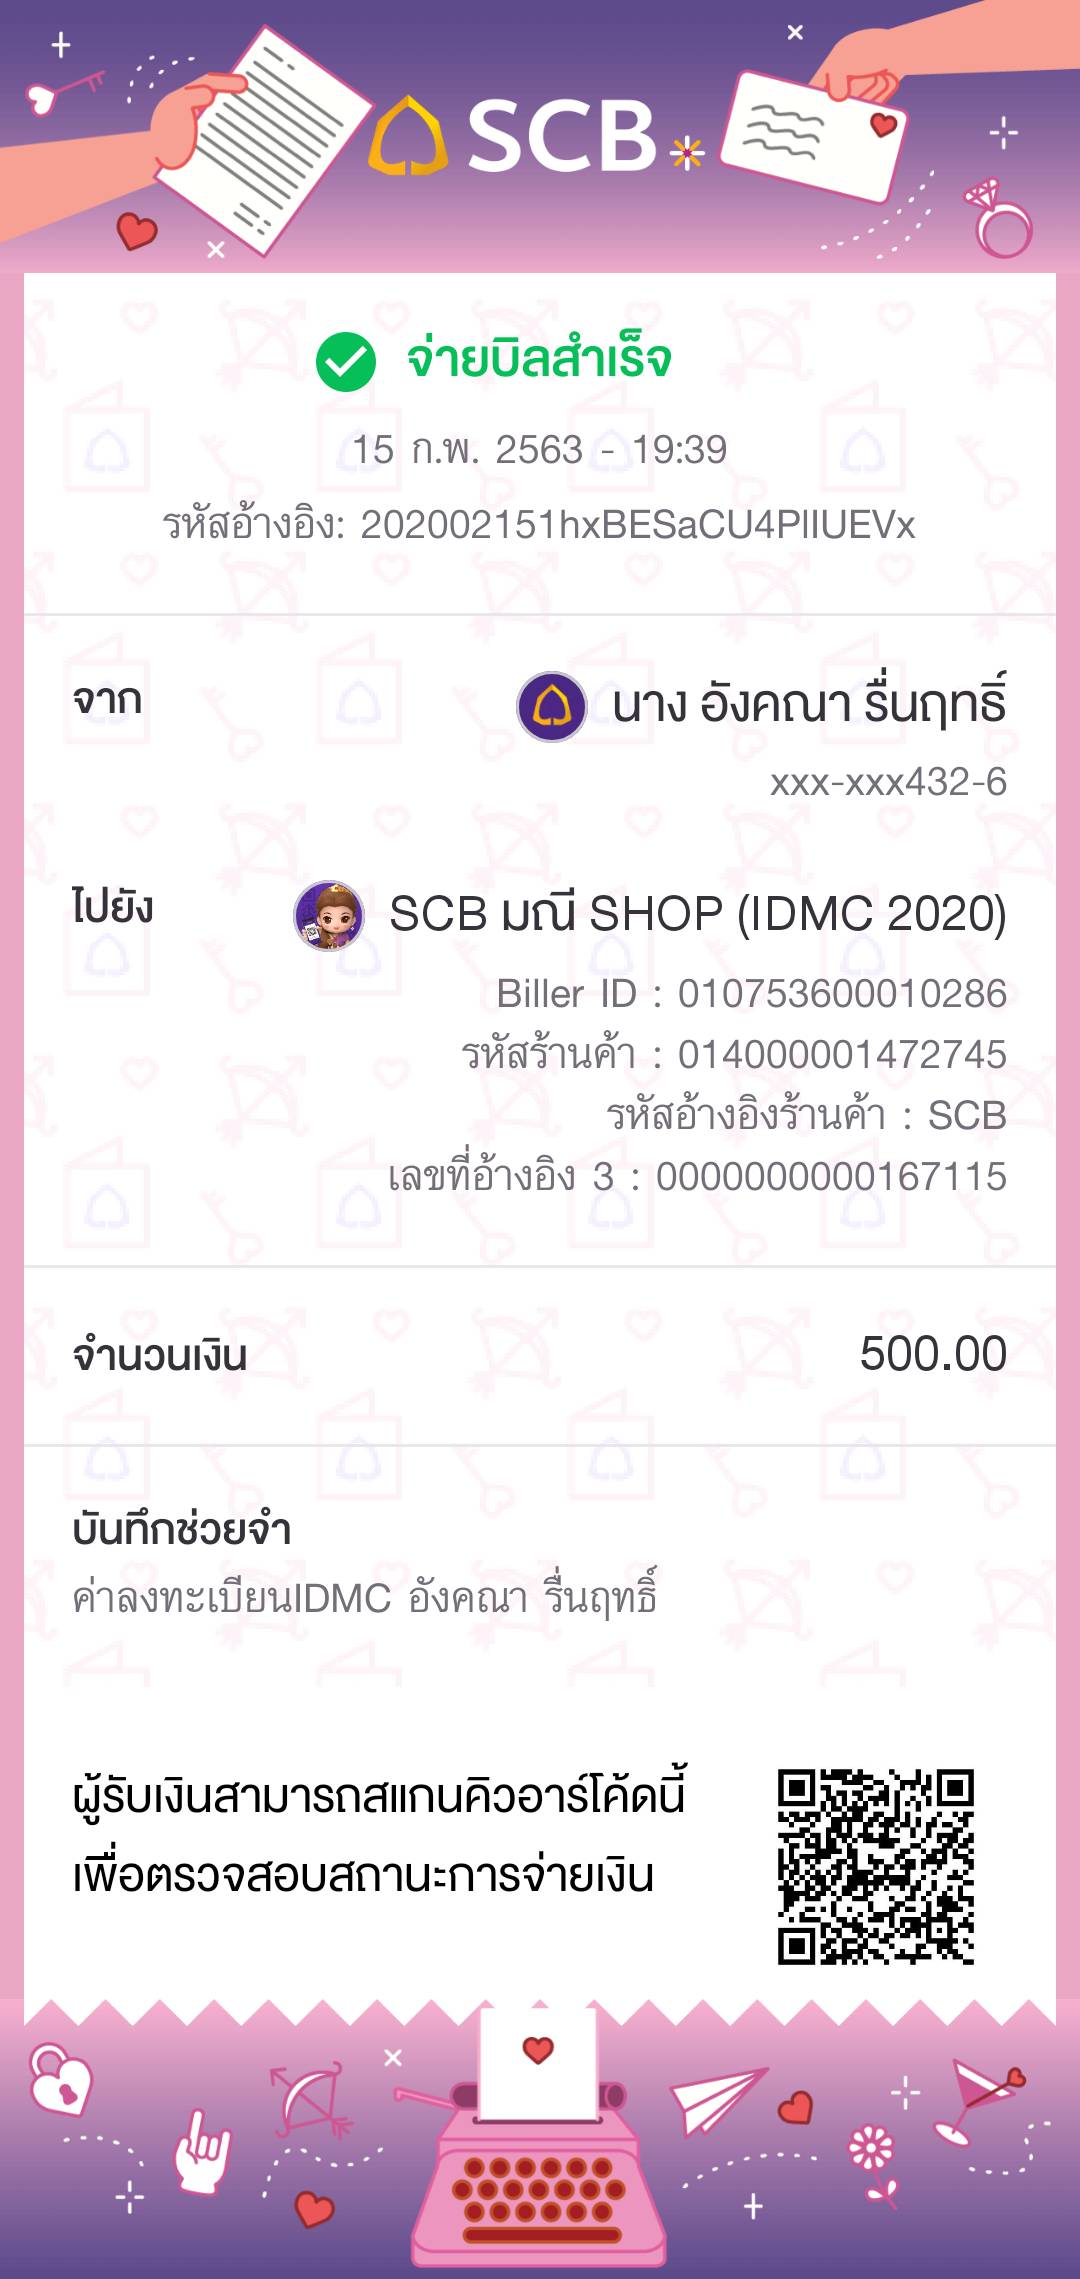 SCB
จ่ายบิลสำเร็จ
15 ก.พ. 2563 - 19:39
รหัสอ้างอิง: 202002151hxBESaCU4PlIUEVx
จาก
นาง อังคณา รื่นฤทธิ์
xxx-xxx432-6
ไปยัง
SCB มณี SHOP (IDMC 2020)
Biller ID : 010753600010286
รหัสร้านค้า : 014000001472745
รหัสอ้างอิงร้านค้า : SCB
เลขที่อ้างอิง 3 : 0000000000167115
จำนวนเงิน
500.00
บันทึกช่วยจำ
ค่าลงทะเบียนIDMC อังคณา รื่นฤทธิ์
ผู้รับเงินสามารถสแกนคิวอาร์โค้ดนี้
เพื่อตรวจสอบสถานะการจ่ายเงิน